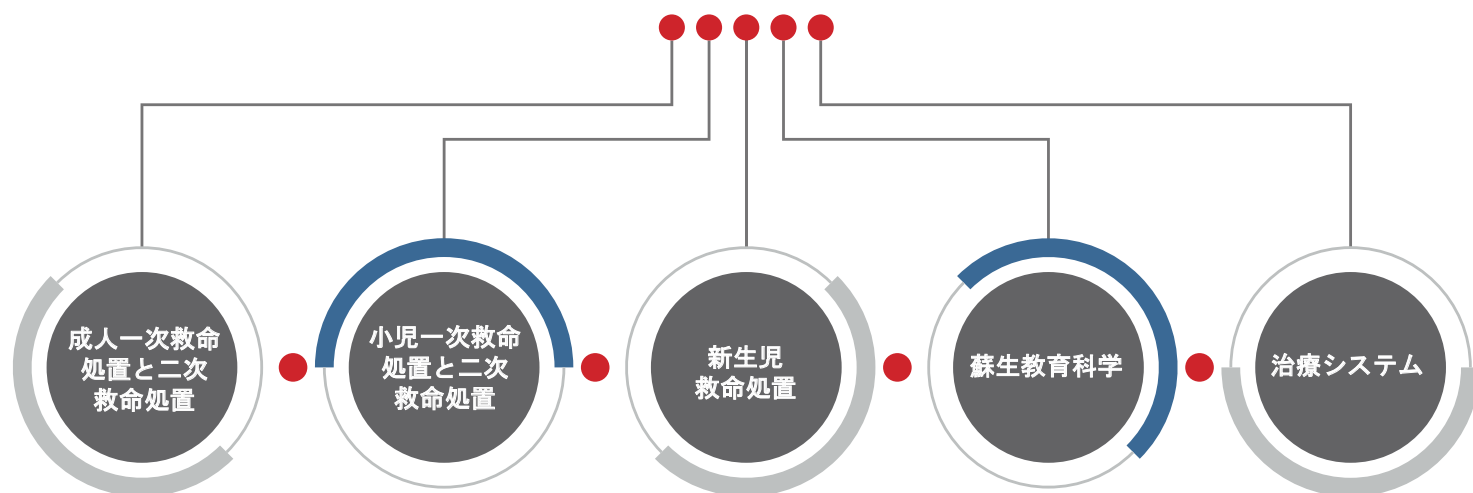 成人一次救命
処置と二次
救命処置
小児一次救命
処置と二次
救命処置
新生児
救命処置
蘇生教育科学
治療システム